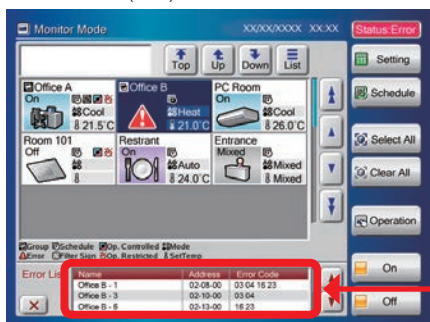 Monitor Mode XX/XX/XXXX XX:XX Status:Error
Top Up Down List
Setting
Schedule
Select All
Clear All
Operation
On
Off
Office A
On
Cool
21.5°C
Office B
Heat
21.0°C
PC Room
On
Cool
26.0°C
Room 101
Off
Restrant
On
Auto
24.0°C
Entrance
Mixed
Mixed
Mixed
Group Schedule Op. Controlled Mode
Error Filter Sign Op. Restricted SetTemp
Error Lis
Name Address Error Code
Office B - 1 02-08-00 03 04 16 23
Office B - 3 02-10-00 03 04
Office B - 6 02-13-00 16 23